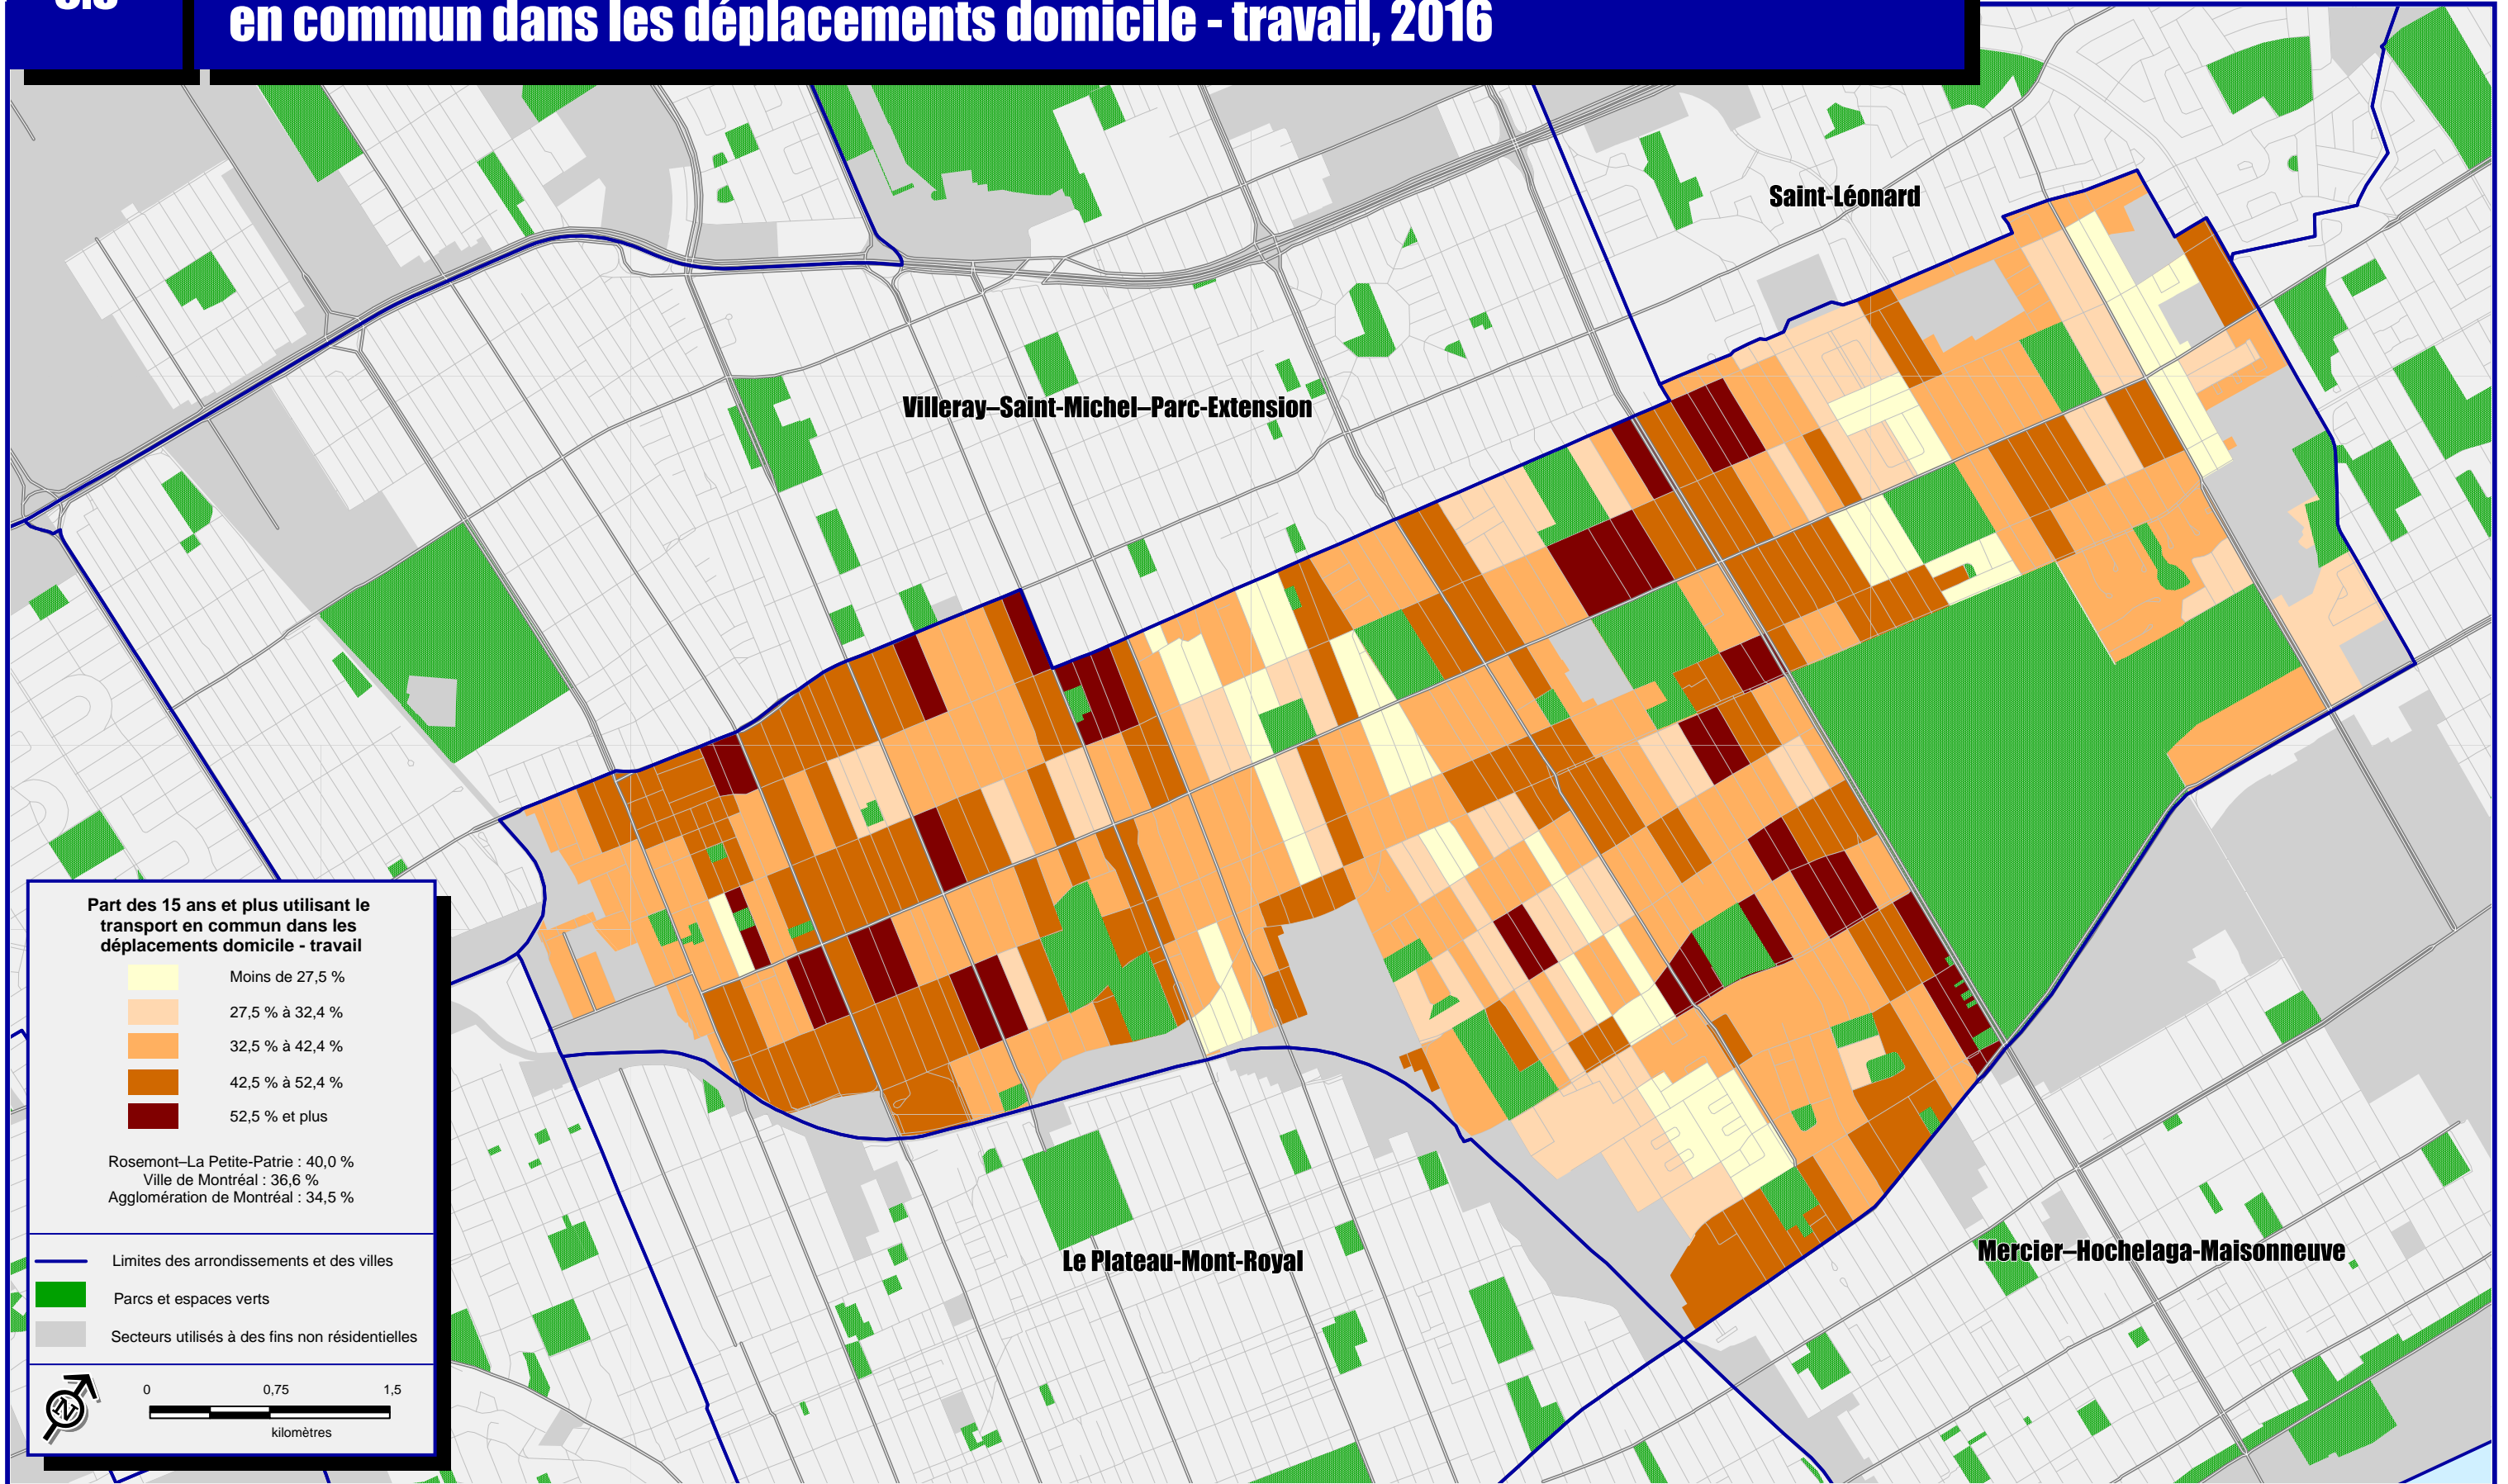 en commun dans les déplacements domicile - travail, 2016
Saint-Léonard
Villeray–Saint-Michel–Parc-Extension
Part des 15 ans et plus utilisant le
transport en commun dans les
déplacements domicile - travail
Moins de 27,5 %
27,5 % à 32,4 %
32,5 % à 42,4 %
42,5 % à 52,4 %
52,5 % et plus
Rosemont–La Petite-Patrie : 40,0 %
Ville de Montréal : 36,6 %
Agglomération de Montréal : 34,5 %
Limites des arrondissements et des villes
Parcs et espaces verts
Secteurs utilisés à des fins non résidentielles
N
0 0,75 1,5
kilomètres
Le Plateau-Mont-Royal
Mercier–Hochelaga-Maisonneuve